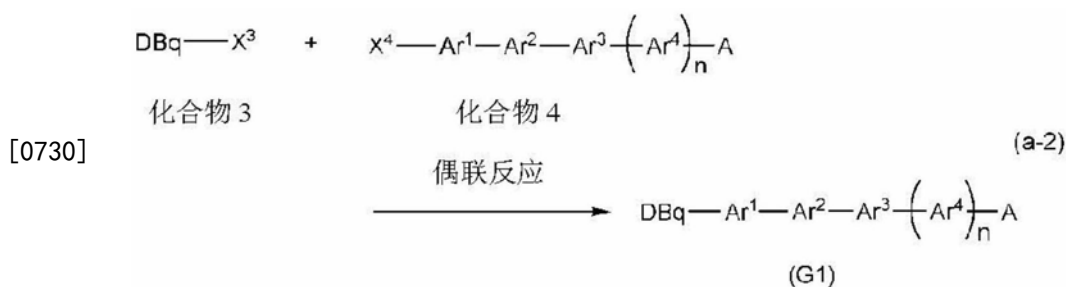 DBq—X³ + X⁴—Ar¹—Ar²—Ar³—(Ar⁴)n—A
化合物 3 化合物 4
[0730]
(a-2)
偶联反应
DBq—Ar¹—Ar²—Ar³—(Ar⁴)n—A
(G1)